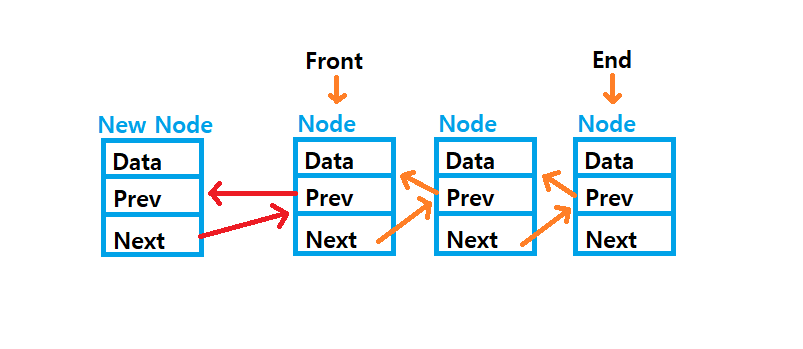 Front
End
New Node
Node
Node
Node
Data
Data
Data
Data
Prev
Prev
Prev
Prev
Next
Next
Next
Next